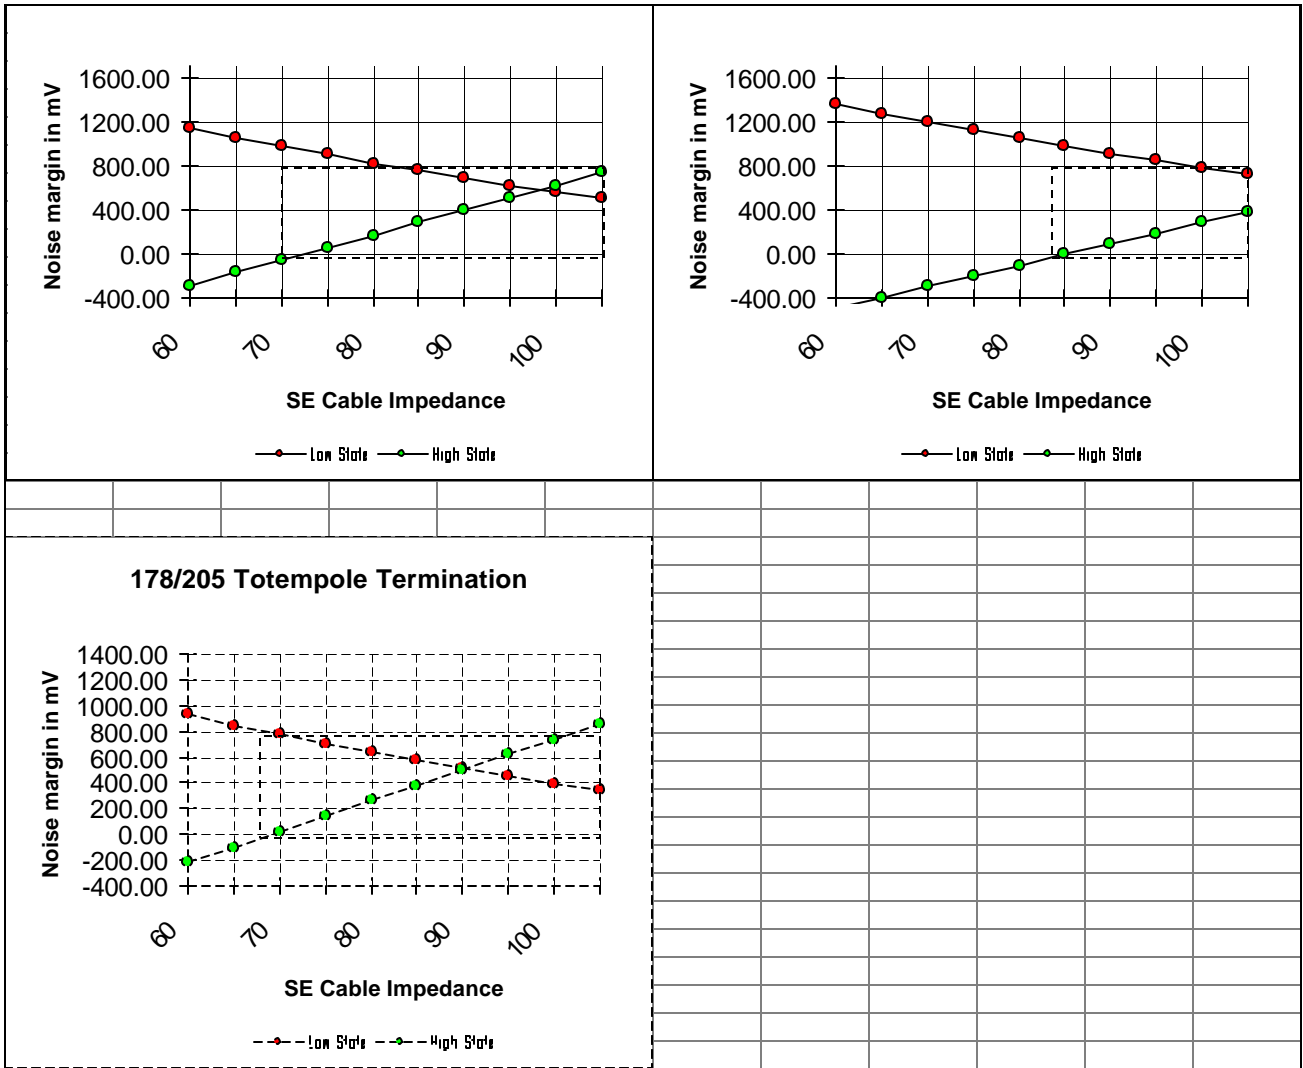 1600.00
1200.00
800.00
400.00
0.00
-400.00
Noise margin in mV
60
70
80
90
100
SE Cable Impedance
Low State
High State
1600.00
1200.00
800.00
400.00
0.00
-400.00
Noise margin in mV
60
70
80
90
100
SE Cable Impedance
Low State
High State
178/205 Totempole Termination
1400.00
1200.00
1000.00
800.00
600.00
400.00
200.00
0.00
-200.00
-400.00
Noise margin in mV
60
70
80
90
100
SE Cable Impedance
Low State
High State